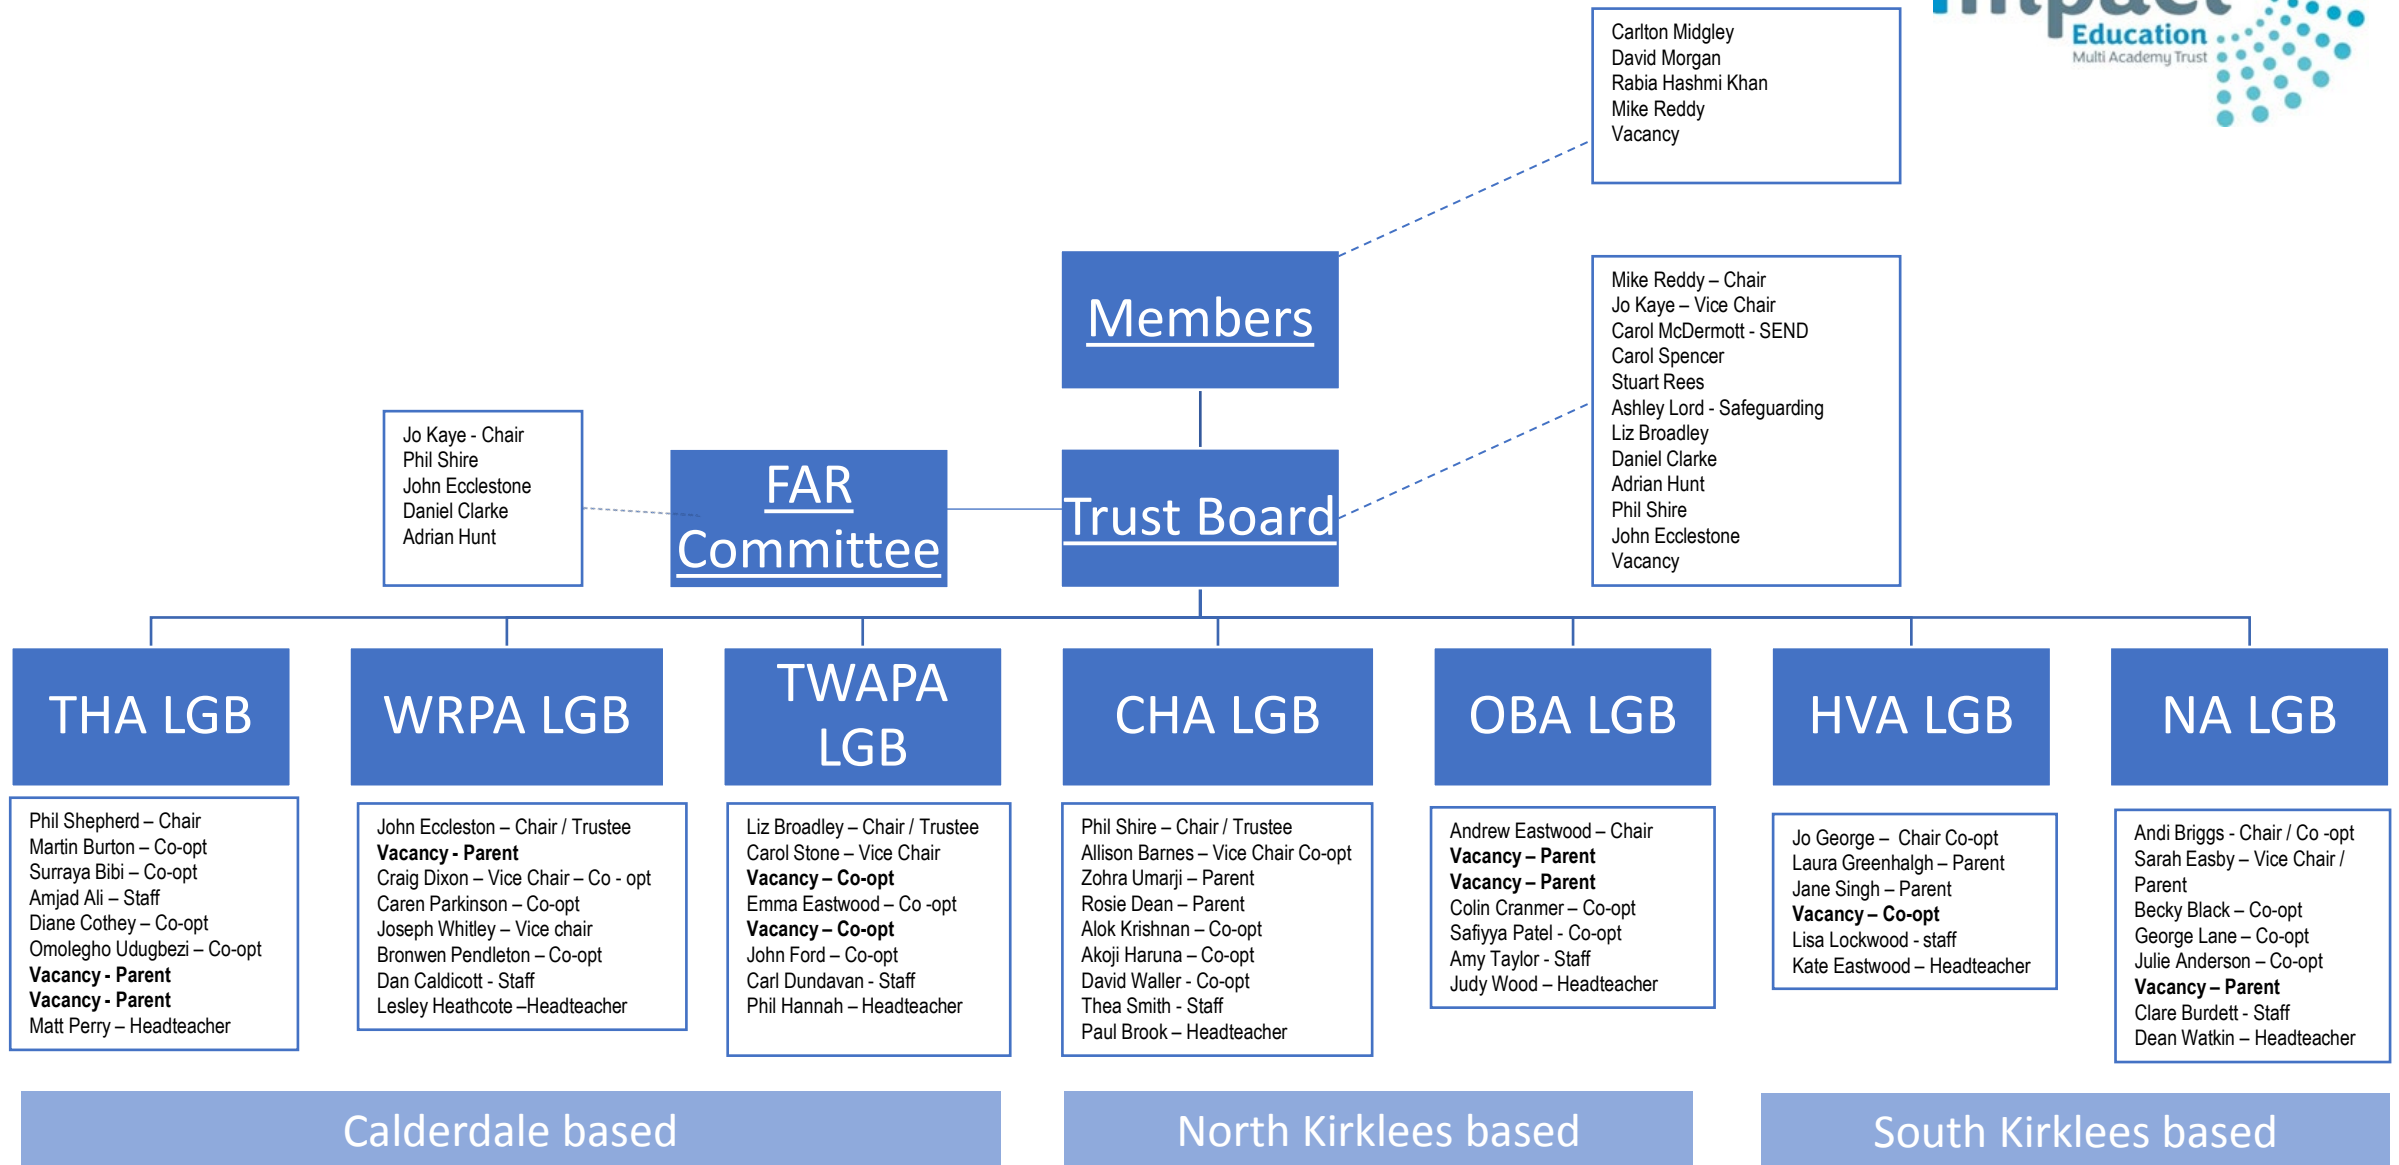 Impact
Education
Multi Academy Trust
Carlton Midgley
David Morgan
Rabia Hashmi Khan
Mike Reddy
Vacancy
Members
Mike Reddy – Chair
Jo Kaye – Vice Chair
Carol McDermott - SEND
Carol Spencer
Stuart Rees
Ashley Lord - Safeguarding
Liz Broadley
Daniel Clarke
Adrian Hunt
Phil Shire
John Ecclestone
Vacancy
Jo Kaye - Chair
Phil Shire
John Ecclestone
Daniel Clarke
Adrian Hunt
FAR
Committee
Trust Board
THA LGB
WRPA LGB
TWAPA
LGB
CHA LGB
OBA LGB
HVA LGB
NA LGB
Phil Shepherd – Chair
Martin Burton – Co-opt
Surraya Bibi – Co-opt
Amjad Ali – Staff
Diane Cothey – Co-opt
Omolegho Udugbezi – Co-opt
Vacancy - Parent
Vacancy - Parent
Matt Perry – Headteacher
John Eccleston – Chair / Trustee
Vacancy - Parent
Craig Dixon – Vice Chair – Co - opt
Caren Parkinson – Co-opt
Joseph Whitley – Vice chair
Bronwen Pendleton – Co-opt
Dan Caldicott - Staff
Lesley Heathcote –Headteacher
Liz Broadley – Chair / Trustee
Carol Stone – Vice Chair
Vacancy – Co-opt
Emma Eastwood – Co -opt
Vacancy – Co-opt
John Ford – Co-opt
Carl Dundavan - Staff
Phil Hannah – Headteacher
Phil Shire – Chair / Trustee
Allison Barnes – Vice Chair Co-opt
Zohra Umarji – Parent
Rosie Dean – Parent
Alok Krishnan – Co-opt
Akoji Haruna – Co-opt
David Waller - Co-opt
Thea Smith - Staff
Paul Brook – Headteacher
Andrew Eastwood – Chair
Vacancy – Parent
Vacancy – Parent
Colin Cranmer – Co-opt
Safiyya Patel - Co-opt
Amy Taylor - Staff
Judy Wood – Headteacher
Jo George – Chair Co-opt
Laura Greenhalgh – Parent
Jane Singh – Parent
Vacancy – Co-opt
Lisa Lockwood - staff
Kate Eastwood – Headteacher
Andi Briggs - Chair / Co -opt
Sarah Easby – Vice Chair /
Parent
Becky Black – Co-opt
George Lane – Co-opt
Julie Anderson – Co-opt
Vacancy – Parent
Clare Burdett - Staff
Dean Watkin – Headteacher
Calderdale based
North Kirklees based
South Kirklees based